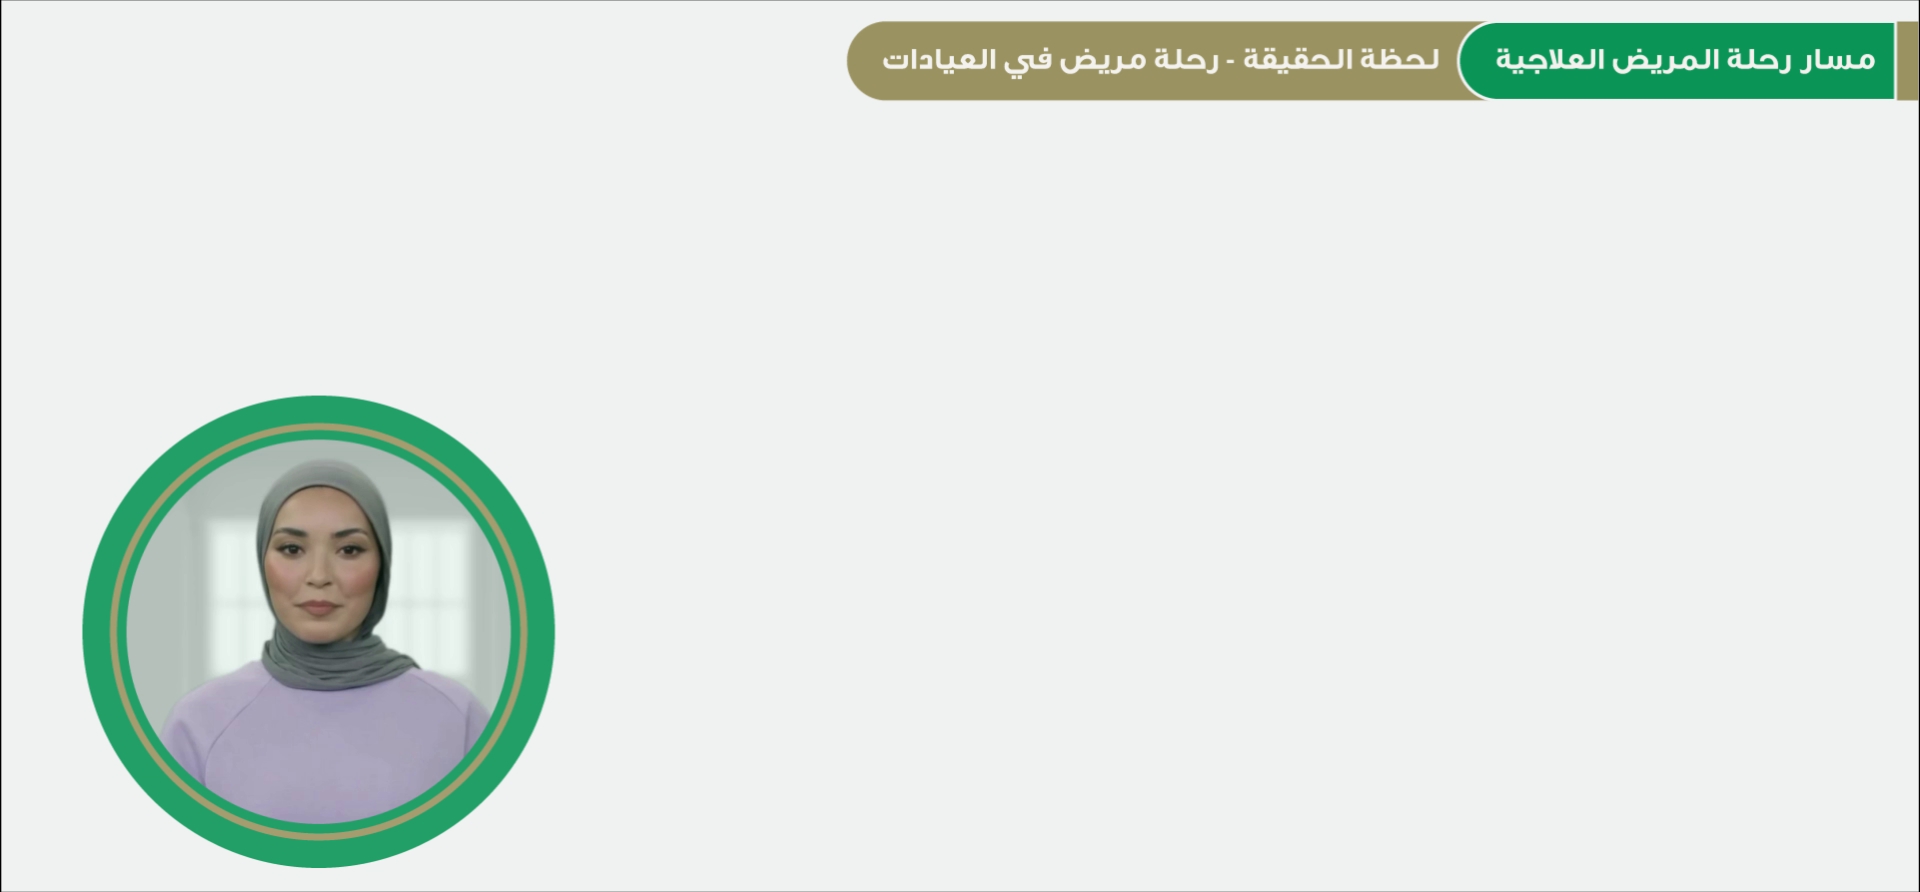 مسار رحلة المريض العلاجية
لحظة الحقيقة - رحلة مريض في العيادات